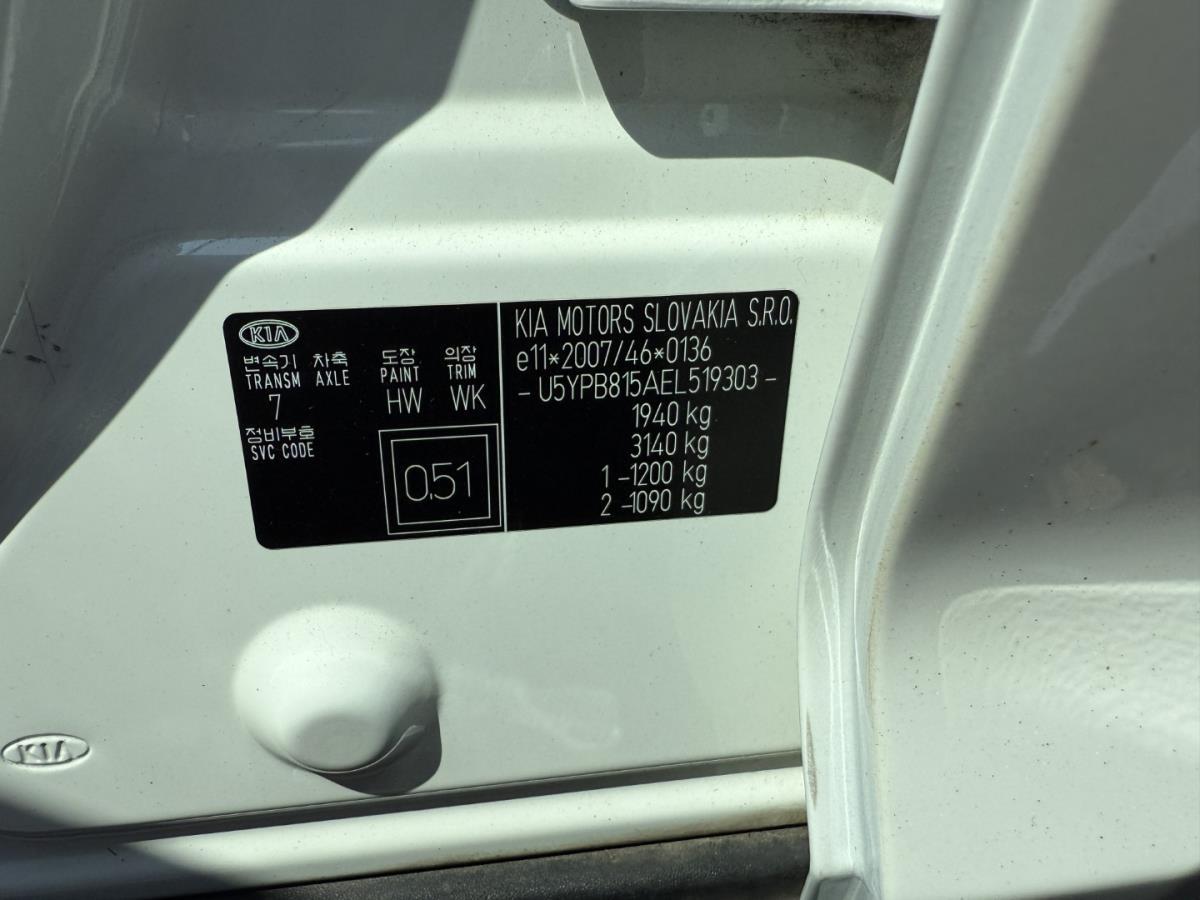 KIA
변속기 차축 도장 의장
TRANSM AXLE PAINT TRIM
7 HW WK
정비부호
SVC CODE
0.51
KIA MOTORS SLOVAKIA S.R.O.
e11*2007/46*0136
- U5YPB815AEL519303 -
1940 kg
3140 kg
1 -1200 kg
2 -1090 kg
KIA